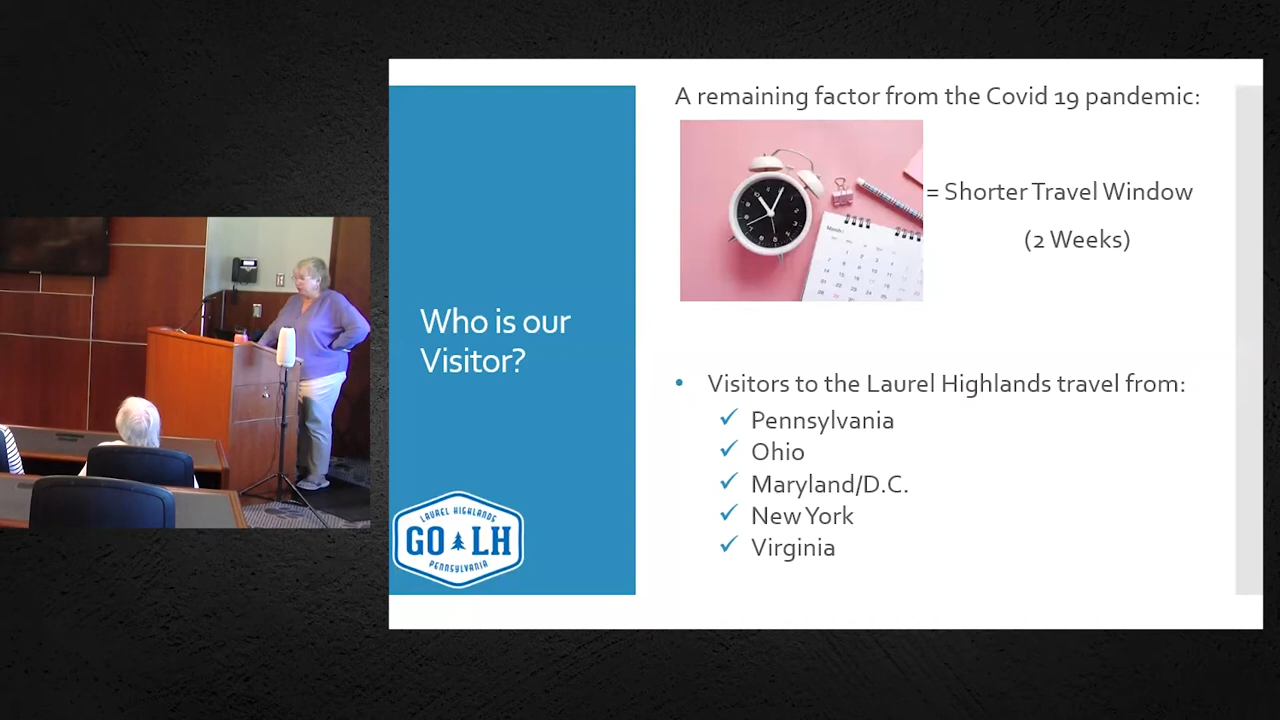 A remaining factor from the Covid 19 pandemic:
= Shorter Travel Window
(2 Weeks)
Who is our
Visitor?
• Visitors to the Laurel Highlands travel from:
✓ Pennsylvania
✓ Ohio
✓ Maryland/D.C.
✓ New York
✓ Virginia
LAUREL HIGHLANDS
GO LH
PENNSYLVANIA